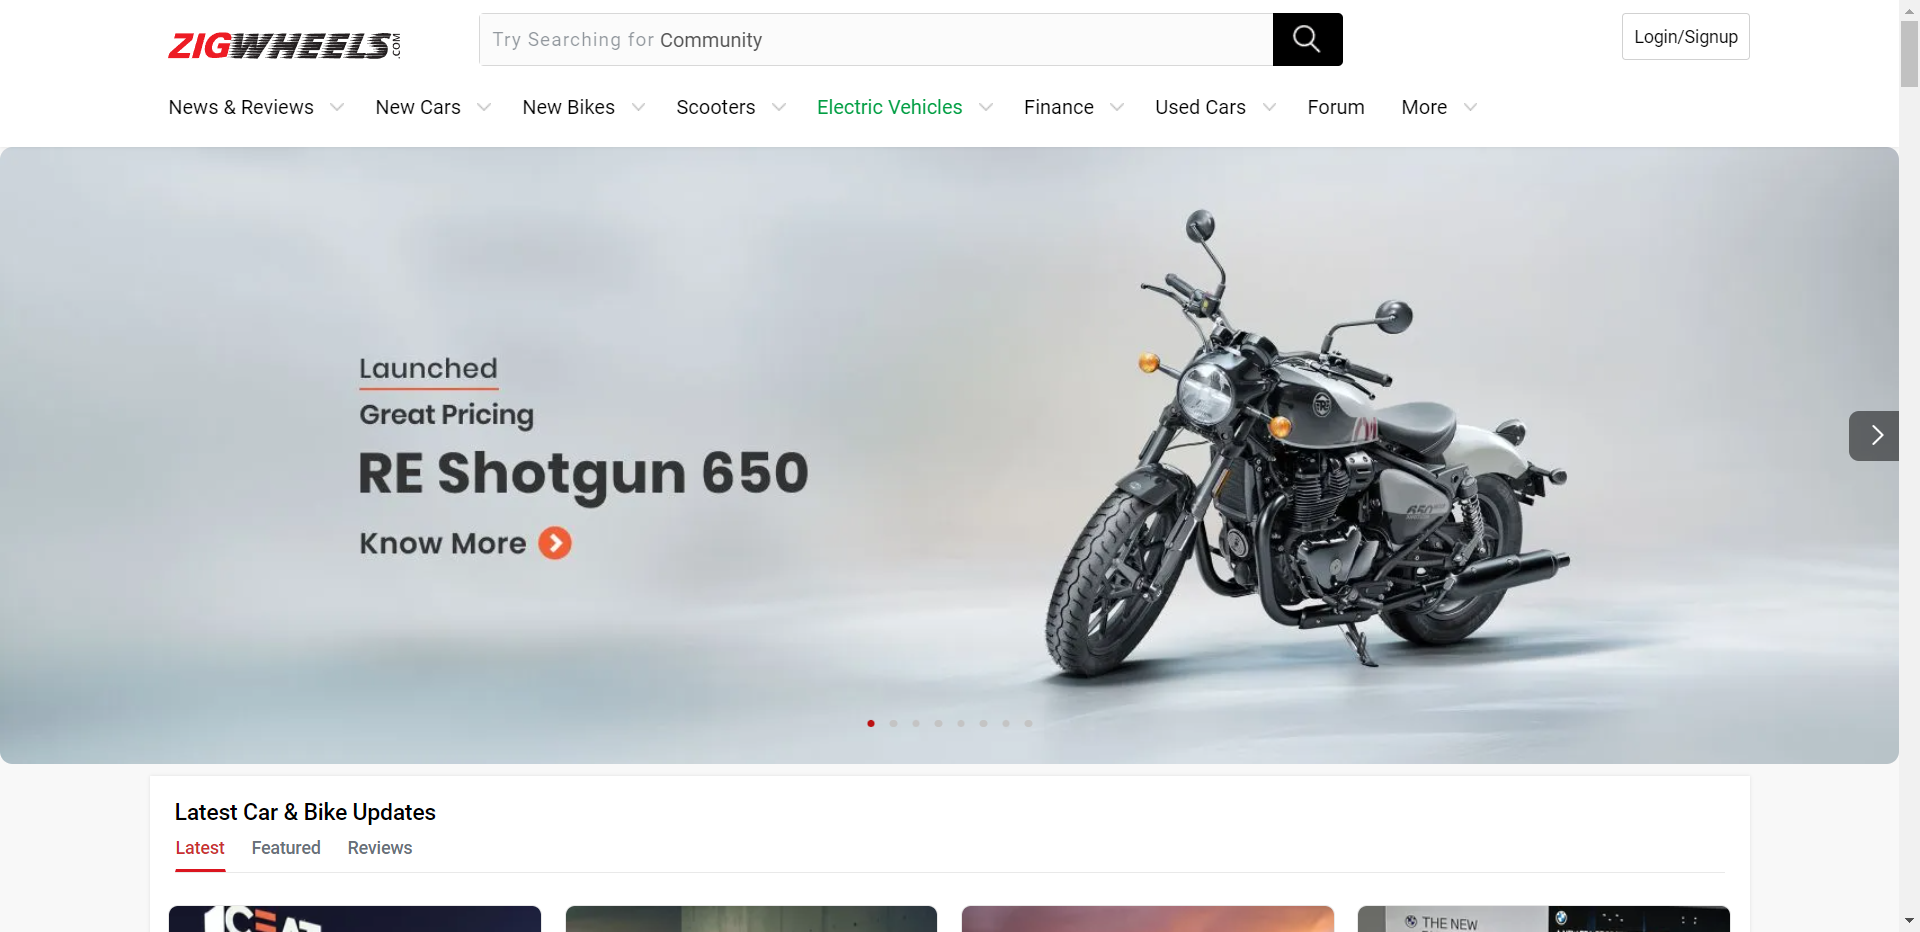 ZIGWHEELS.COM
Try Searching for Community
Login/Signup
News & Reviews
New Cars
New Bikes
Scooters
Electric Vehicles
Finance
Used Cars
Forum
More
Launched
Great Pricing
RE Shotgun 650
Know More
650
Latest Car & Bike Updates
Latest
Featured
Reviews
CEAT
THE NEW